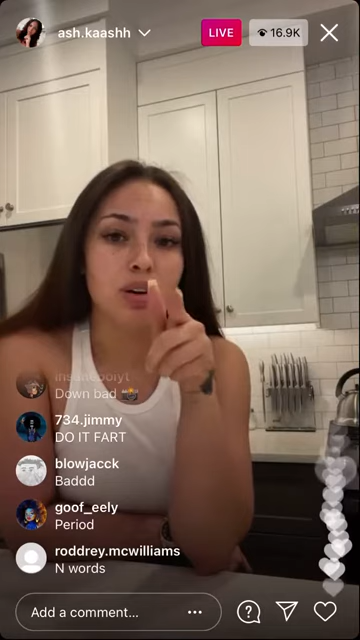 ash.kaashh
LIVE
16.9K
Down bad 📸
734.jimmy
DO IT FART
blowjacck
Baddd
goof_eely
Period
roddrey.mcwilliams
N words
Add a comment...